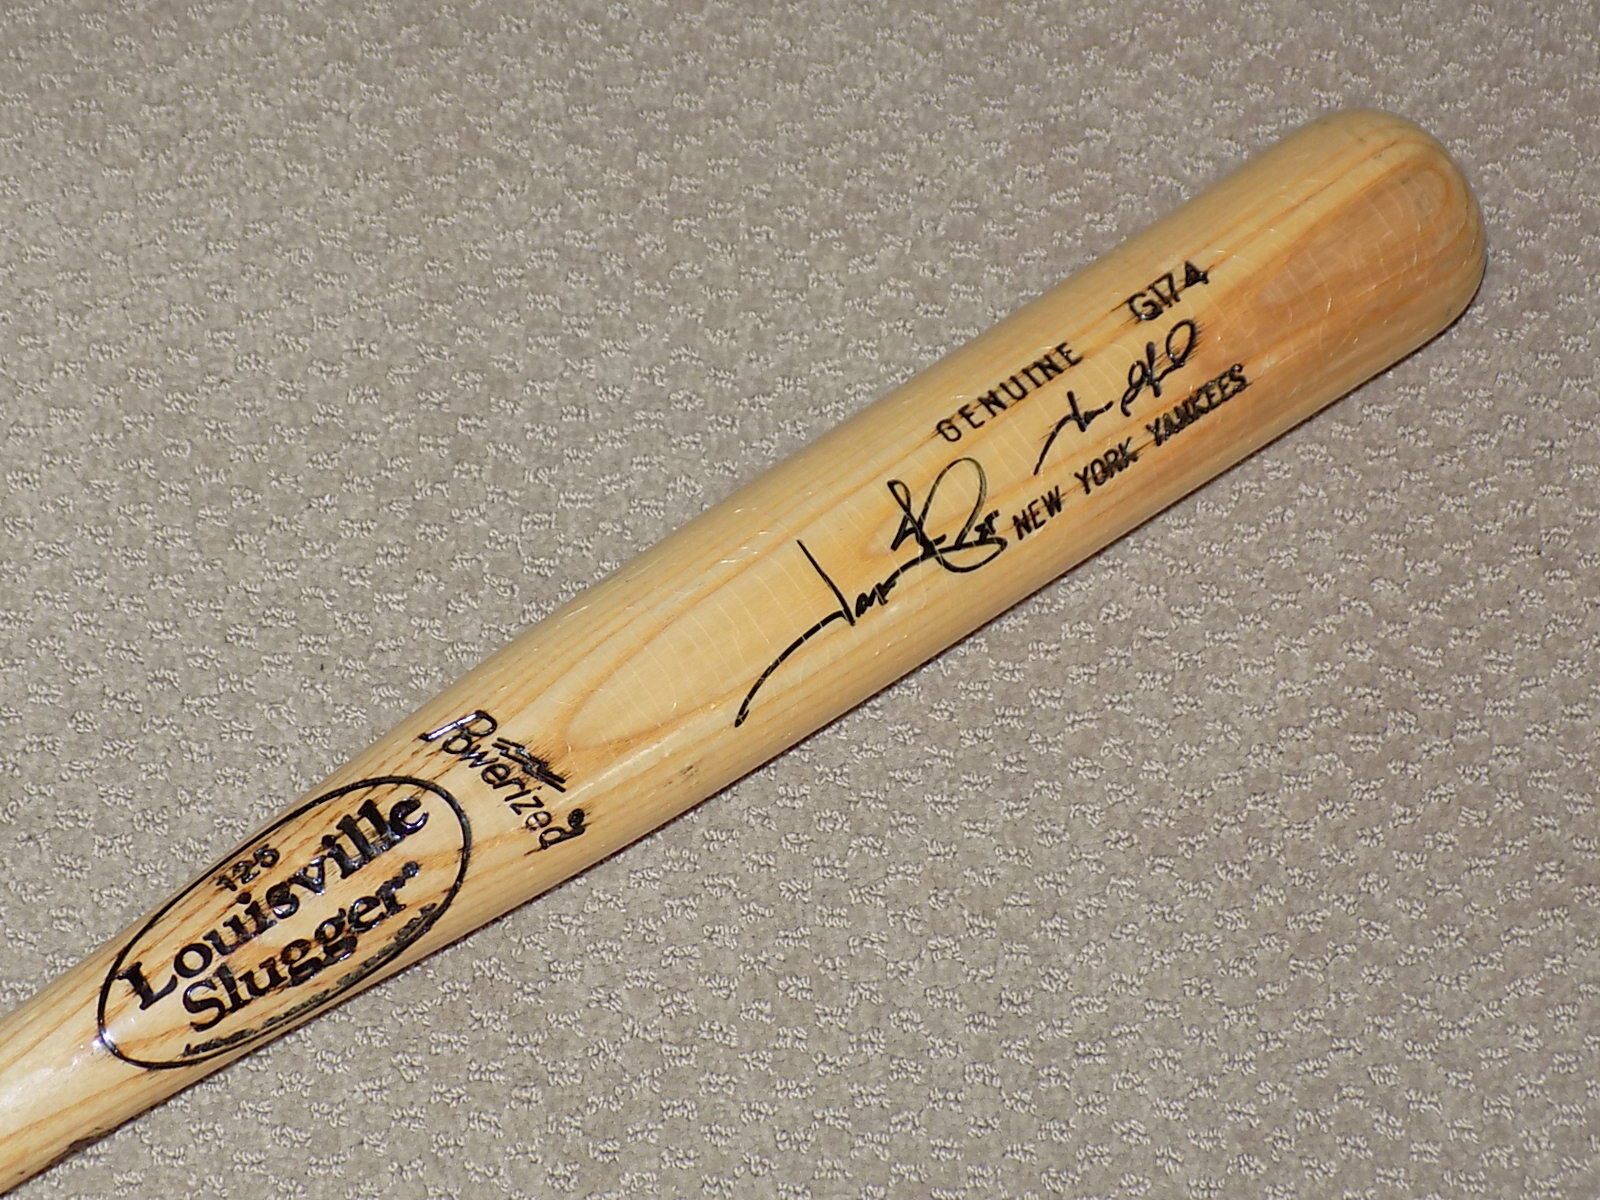 GENUINE G174
NEW YORK YANKEES
Powerized®
125
Louisville
Slugger